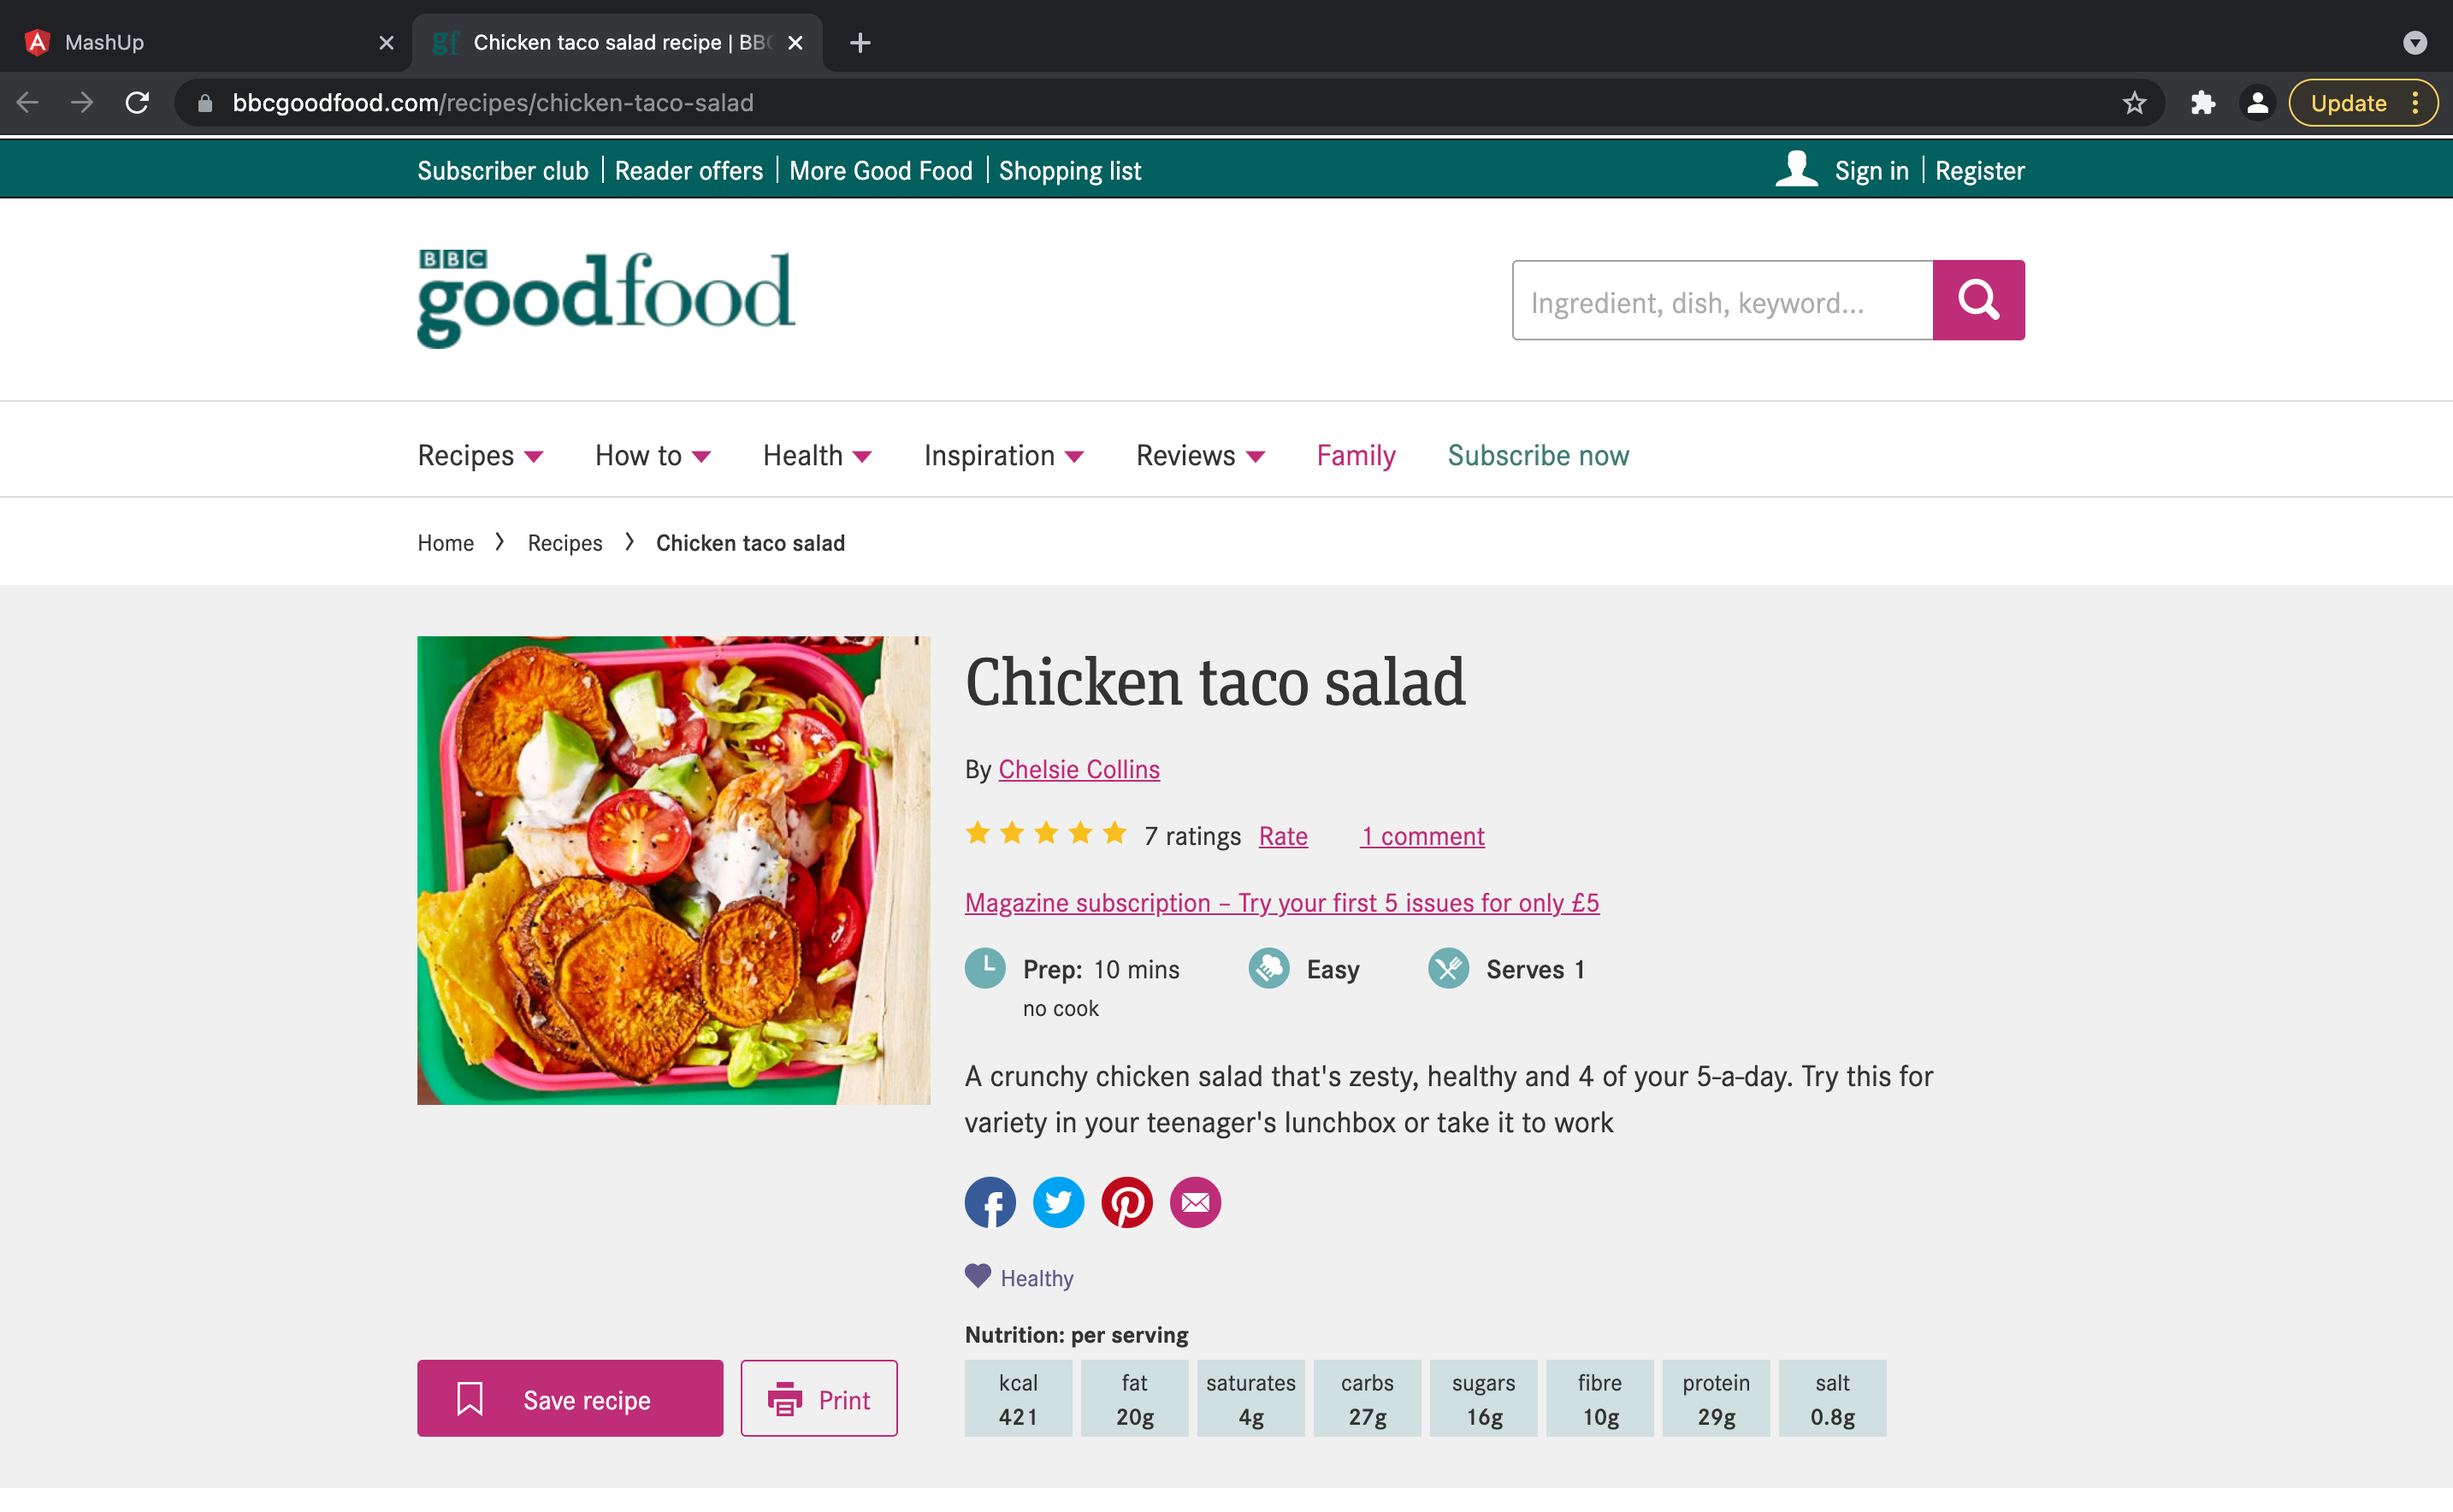 MashUp
gf Chicken taco salad recipe | BBC
bbcgoodfood.com/recipes/chicken-taco-salad
Update
Subscriber club | Reader offers | More Good Food | Shopping list
Sign in | Register
BBC
goodfood
Ingredient, dish, keyword...
Recipes How to Health Inspiration Reviews Family Subscribe now
Home > Recipes > Chicken taco salad
Chicken taco salad
By Chelsie Collins
7 ratings Rate 1 comment
Magazine subscription – Try your first 5 issues for only £5
Prep: 10 mins Easy Serves 1
no cook
A crunchy chicken salad that's zesty, healthy and 4 of your 5-a-day. Try this for
variety in your teenager's lunchbox or take it to work
Healthy
Nutrition: per serving
Save recipe Print
kcal fat saturates carbs sugars fibre protein salt
421 20g 4g 27g 16g 10g 29g 0.8g